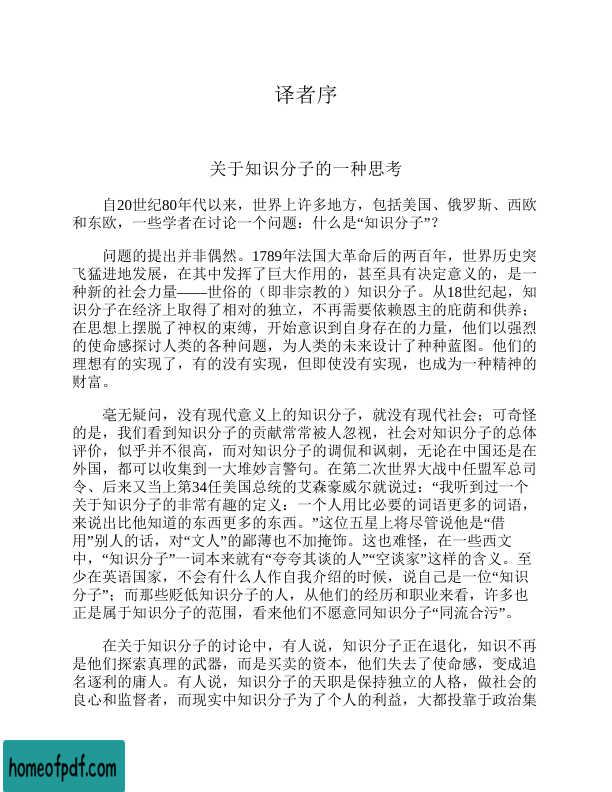 译者序
关于知识分子的一种思考
自20世纪80年代以来，世界上许多地方，包括美国、俄罗斯、西欧
和东欧，一些学者在讨论一个问题：什么是“知识分子”？
问题的提出并非偶然。1789年法国大革命后的两百年，世界历史突
飞猛进地发展，在其中发挥了巨大作用的，甚至具有决定意义的，是一
种新的社会力量——世俗的（即非宗教的）知识分子。从18世纪起，知
识分子在经济上取得了相对的独立，不再需要依赖恩主的庇荫和供养；
在思想上摆脱了神权的束缚，开始意识到自身存在的力量，他们以强烈
的使命感探讨人类的各种问题，为人类的未来设计了种种蓝图。他们的
理想有的实现了，有的没有实现，但即使没有实现，也成为一种精神的
财富。
毫无疑问，没有现代意义上的知识分子，就没有现代社会；可奇怪
的是，我们看到知识分子的贡献常常被人忽视，社会对知识分子的总体
评价，似乎并不很高，而对知识分子的调侃和讽刺，无论在中国还是在
外国，都可以收集到一大堆妙言警句。在第二次世界大战中任盟军总司
令、后来又当上第34任美国总统的艾森豪威尔就说过：“我听到过一个
关于知识分子的非常有趣的定义：一个人用比必要的词语更多的词语，
来说出比他知道的东西更多的东西。”这位五星上将尽管说他是“借
用”别人的话，对“文人”的鄙薄也不加掩饰。这也难怪，在一些西文
中，“知识分子”一词本来就有“夸夸其谈的人”“空谈家”这样的含义。至
少在英语国家，不会有什么人作自我介绍的时候，说自己是一位“知识
分子”；而那些贬低知识分子的人，从他们的经历和职业来看，许多也
正是属于知识分子的范围，看来他们不愿意同知识分子“同流合污”。
在关于知识分子的讨论中，有人说，知识分子正在退化，知识不再
是他们探索真理的武器，而是买卖的资本，他们失去了使命感，变成追
名逐利的庸人。有人说，知识分子的天职是保持独立的人格，做社会的
良心和监督者，而现实中知识分子为了个人的利益，大都投靠于政治集
homeofpdf.com